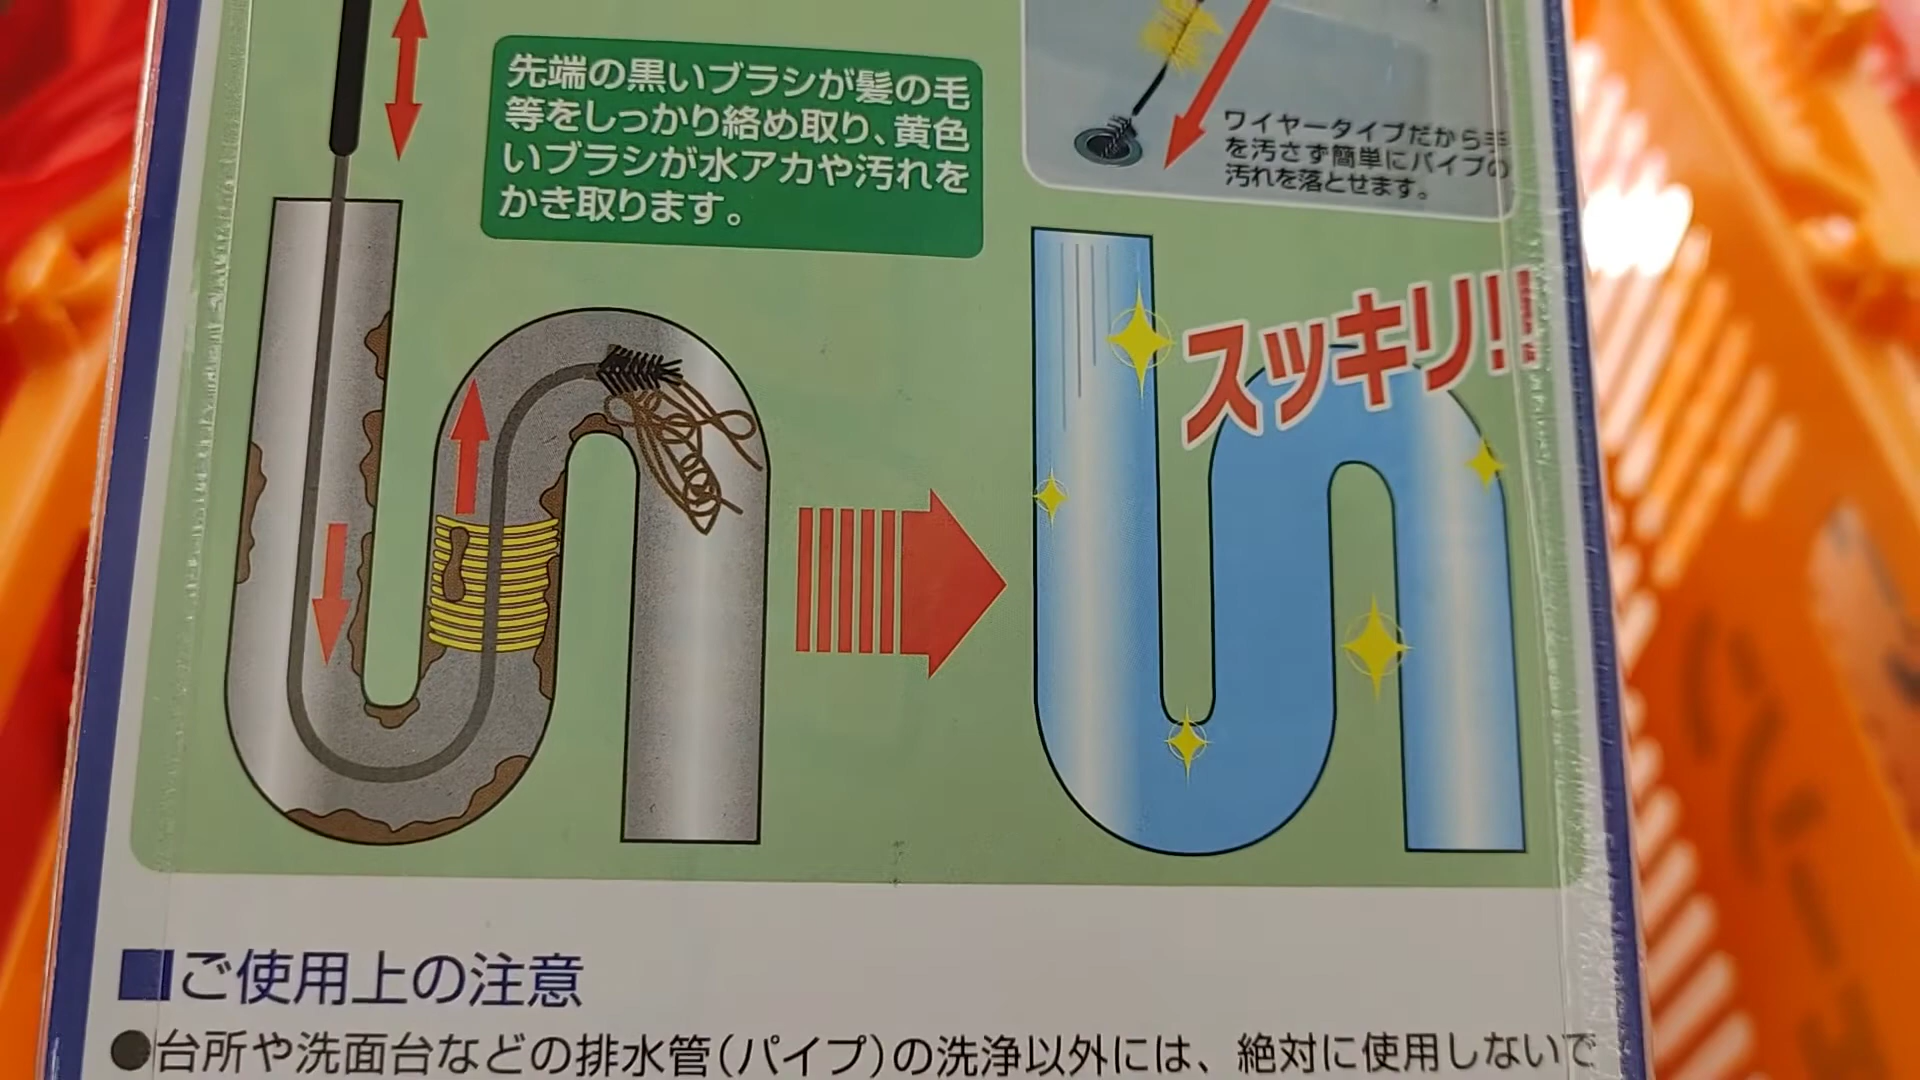 先端の黒いブラシが髪の毛
等をしっかり絡め取り、黄色
いブラシが水アカや汚れを
かき取ります。
ワイヤータイプだから手
を汚さず簡単にパイプの
汚れを落とせます。
スッキリ!!
■ご使用上の注意
●台所や洗面台などの排水管(パイプ)の洗浄以外には、絶対に使用しないで